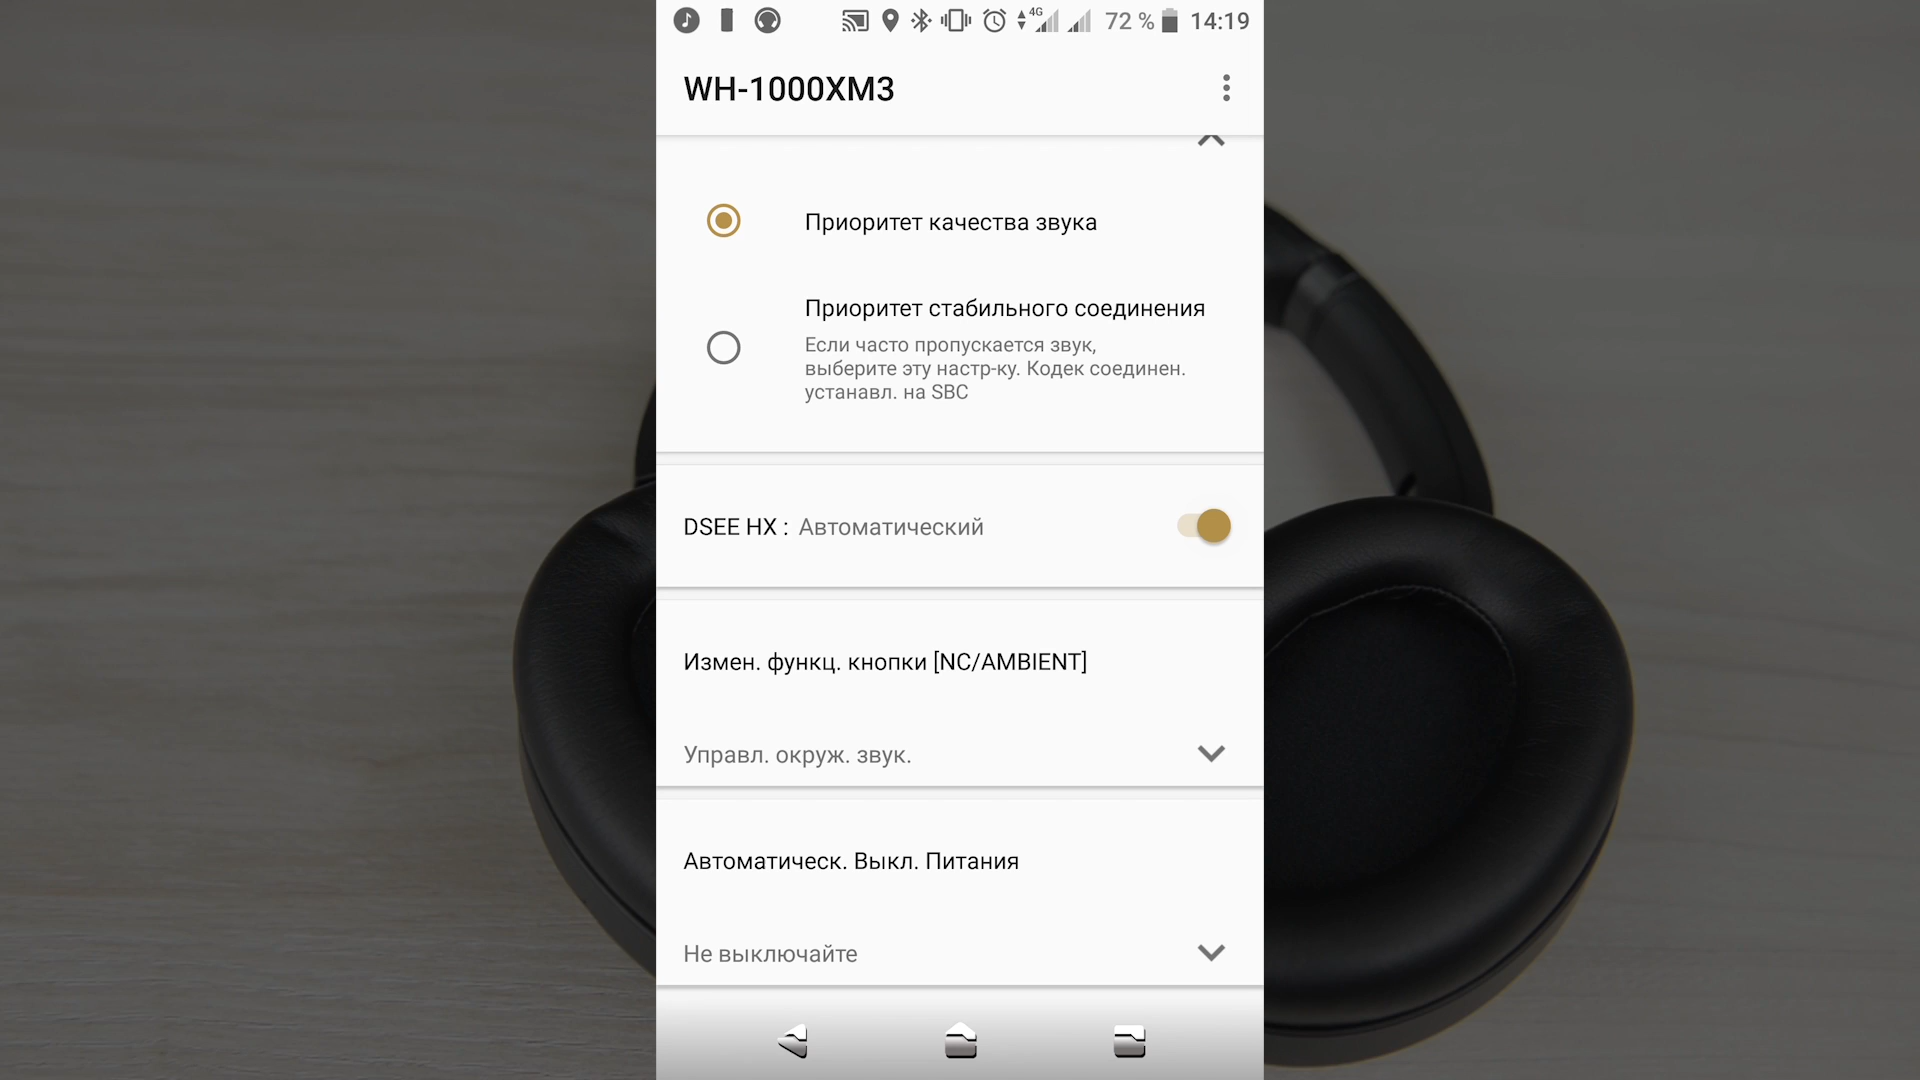 4G 72 % 14:19
WH-1000XM3
Приоритет качества звука
Приоритет стабильного соединения
Если часто пропускается звук,
выберите эту настр-ку. Кодек соединен.
устанавл. на SBC
DSEE HX : Автоматический
Измен. функц. кнопки [NC/AMBIENT]
Управл. окруж. звук.
Автоматическ. Выкл. Питания
Не выключайте